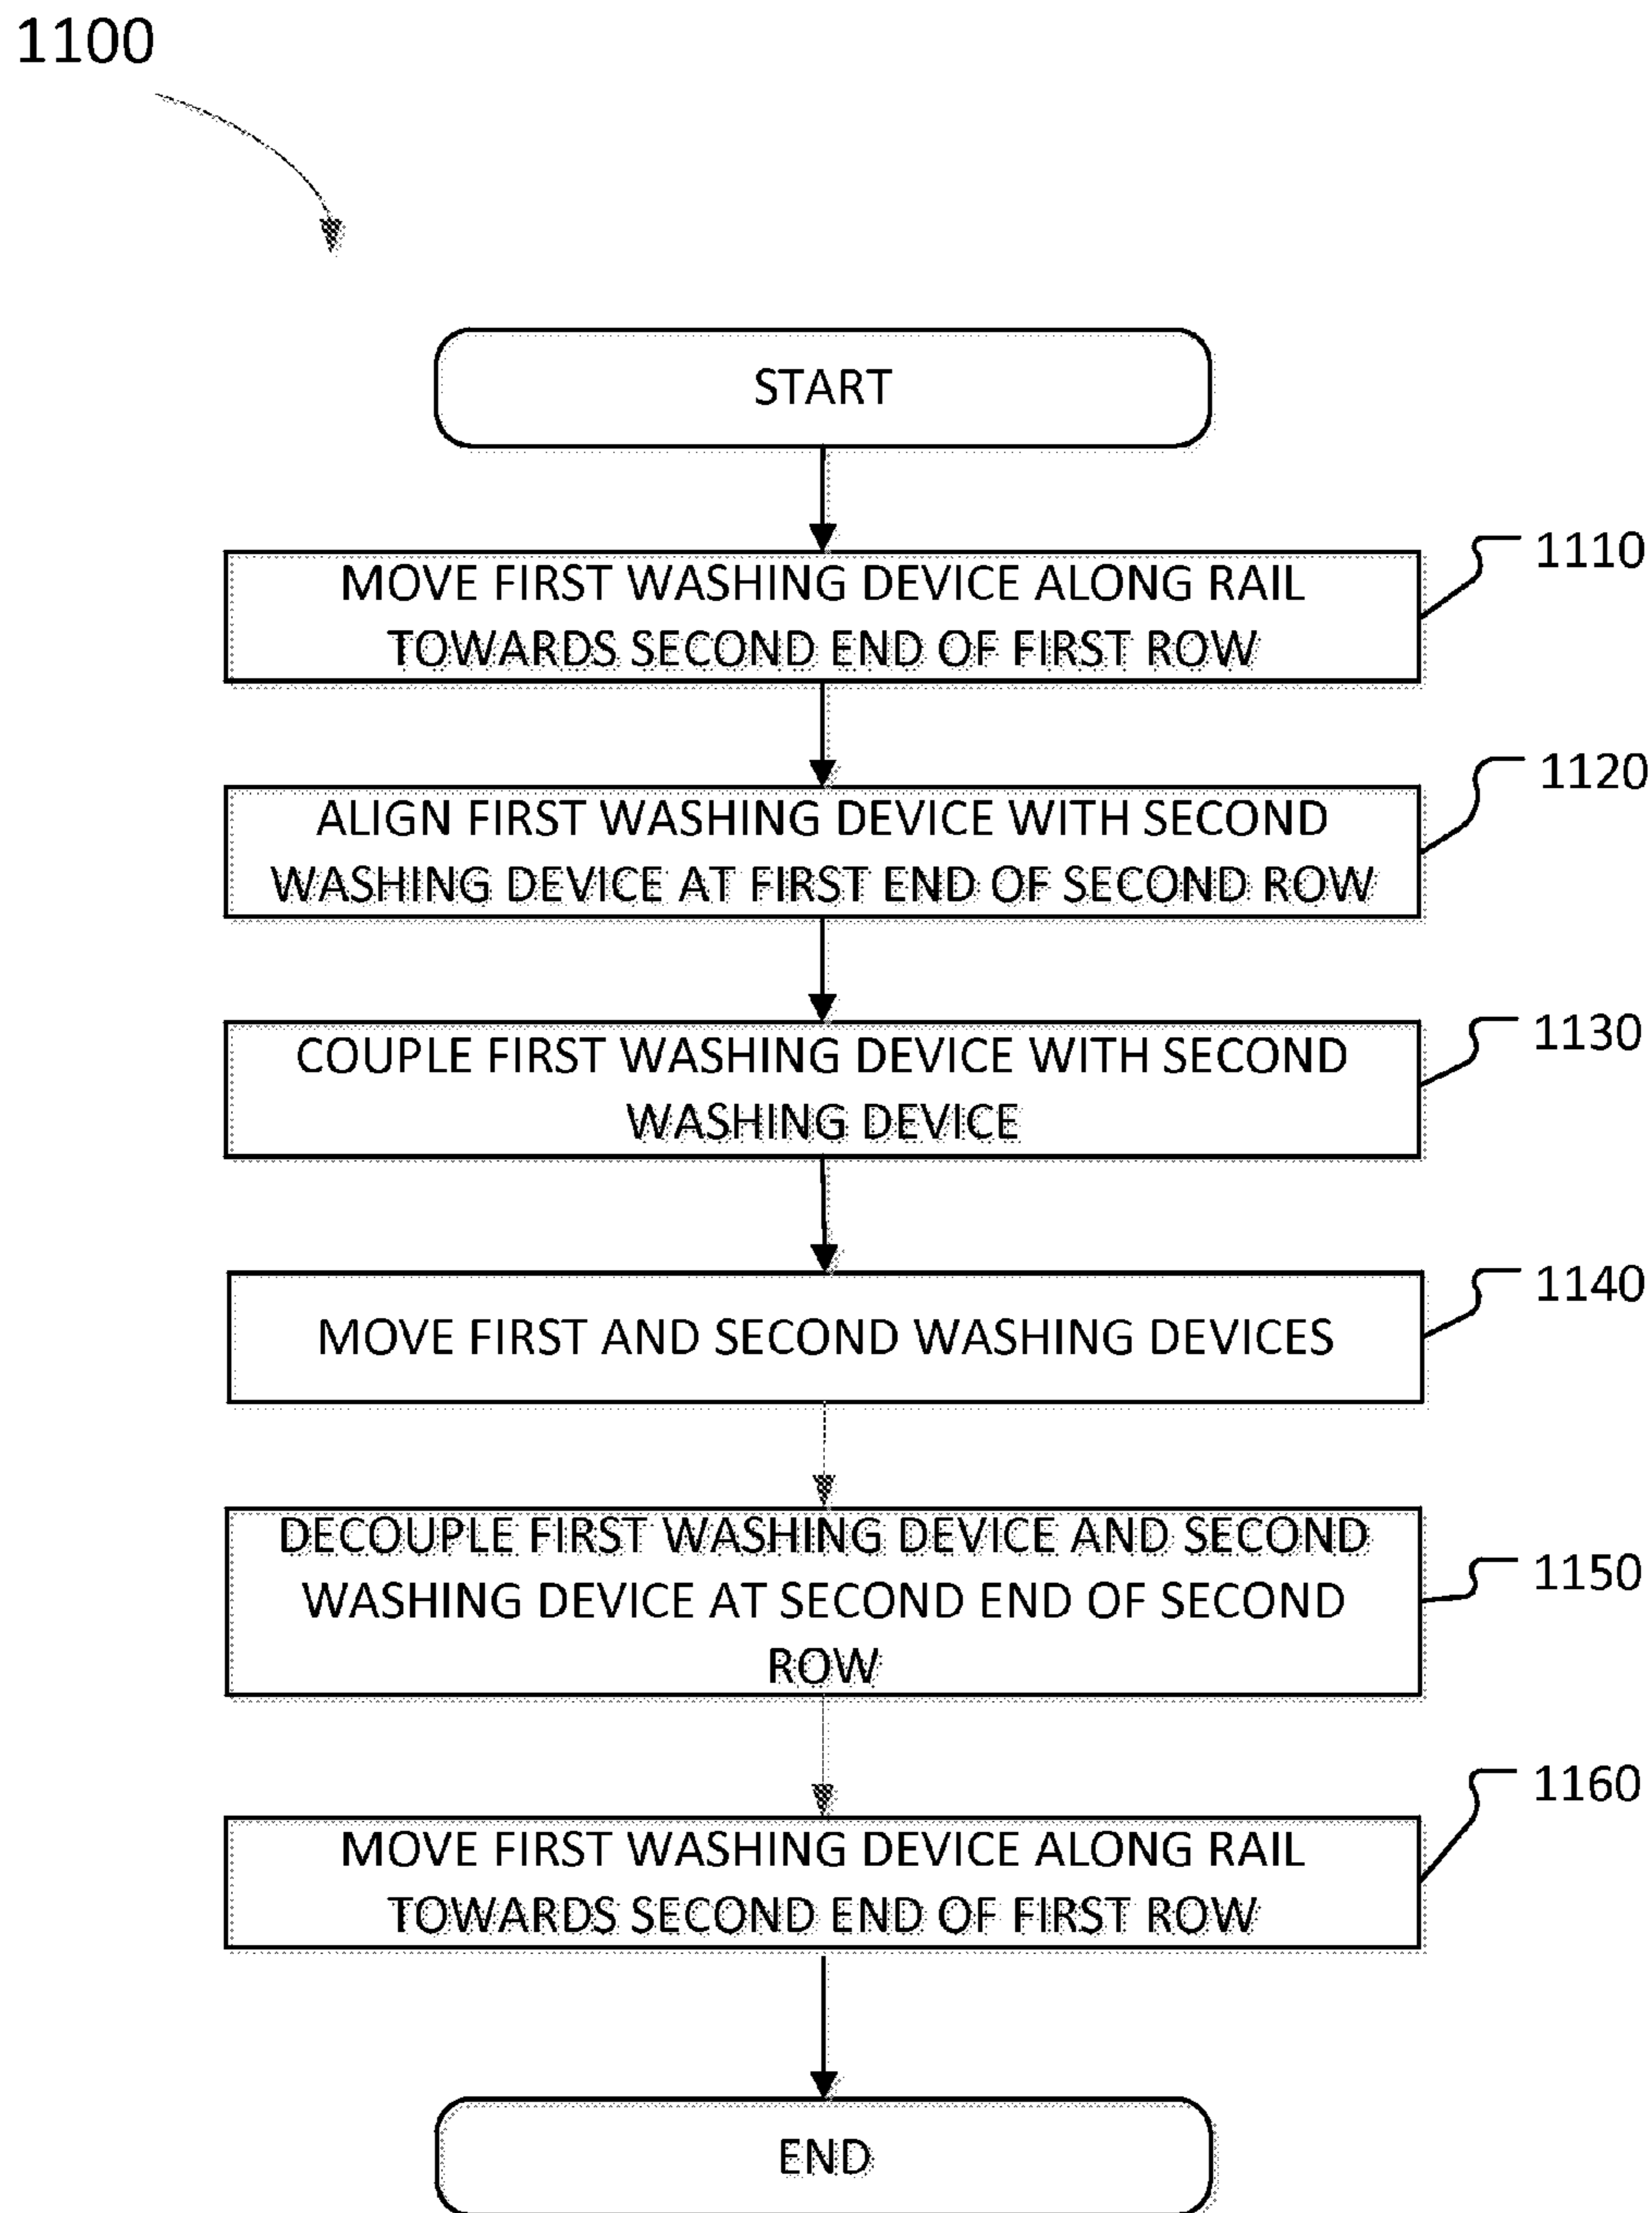 1100
START
MOVE FIRST WASHING DEVICE ALONG RAIL
TOWARDS SECOND END OF FIRST ROW
1110
ALIGN FIRST WASHING DEVICE WITH SECOND
WASHING DEVICE AT FIRST END OF SECOND ROW
1120
COUPLE FIRST WASHING DEVICE WITH SECOND
WASHING DEVICE
1130
MOVE FIRST AND SECOND WASHING DEVICES
1140
DECOUPLE FIRST WASHING DEVICE AND SECOND
WASHING DEVICE AT SECOND END OF SECOND
ROW
1150
MOVE FIRST WASHING DEVICE ALONG RAIL
TOWARDS SECOND END OF FIRST ROW
1160
END